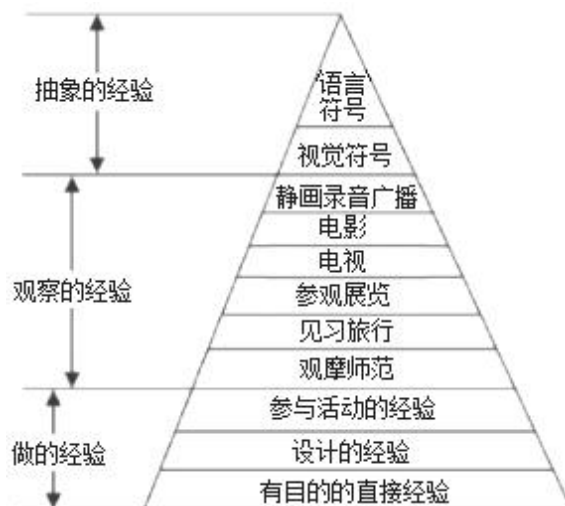 语言
符号
抽象的经验
视觉符号
静画录音广播
电影
电视
观察的经验
参观展览
见习旅行
观摩师范
参与活动的经验
做的经验
设计的经验
有目的的直接经验